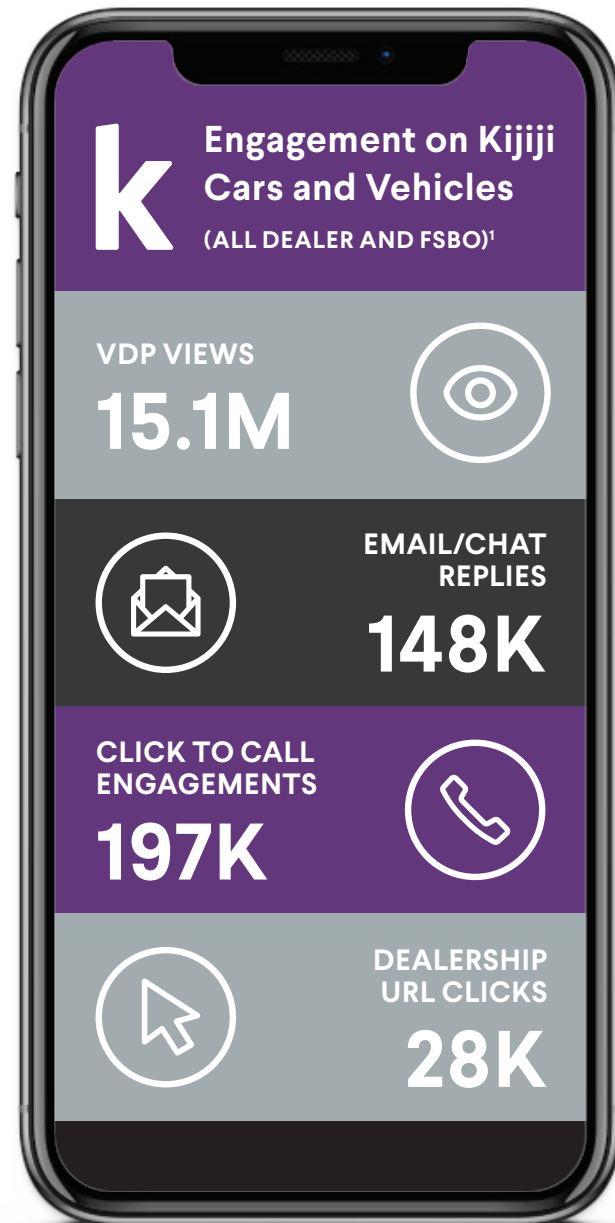 k
Engagement on Kijiji
Cars and Vehicles
(ALL DEALER AND FSBO)¹
VDP VIEWS
15.1M
EMAIL/CHAT
REPLIES
148K
CLICK TO CALL
ENGAGEMENTS
197K
DEALERSHIP
URL CLICKS
28K